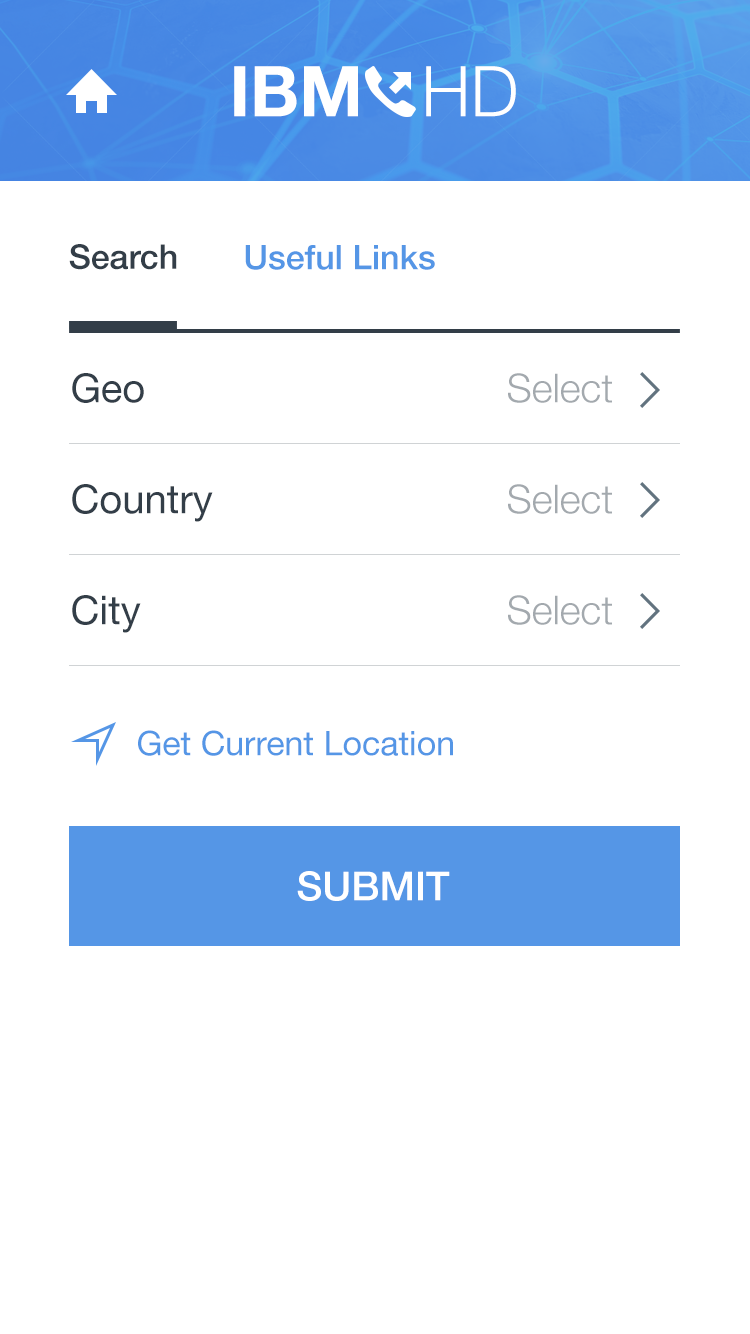 IBM HD
Search Useful Links
Geo Select
Country Select
City Select
Get Current Location
SUBMIT